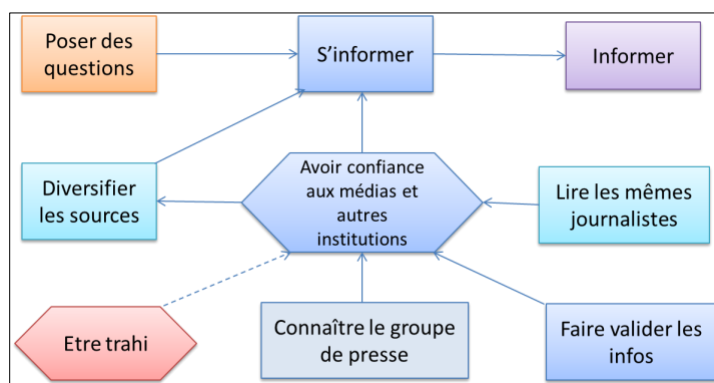 Poser des
questions
S'informer
Informer
Diversifier
les sources
Avoir confiance
aux médias et
autres
institutions
Lire les mêmes
journalistes
Etre trahi
Connaître le groupe
de presse
Faire valider les
infos